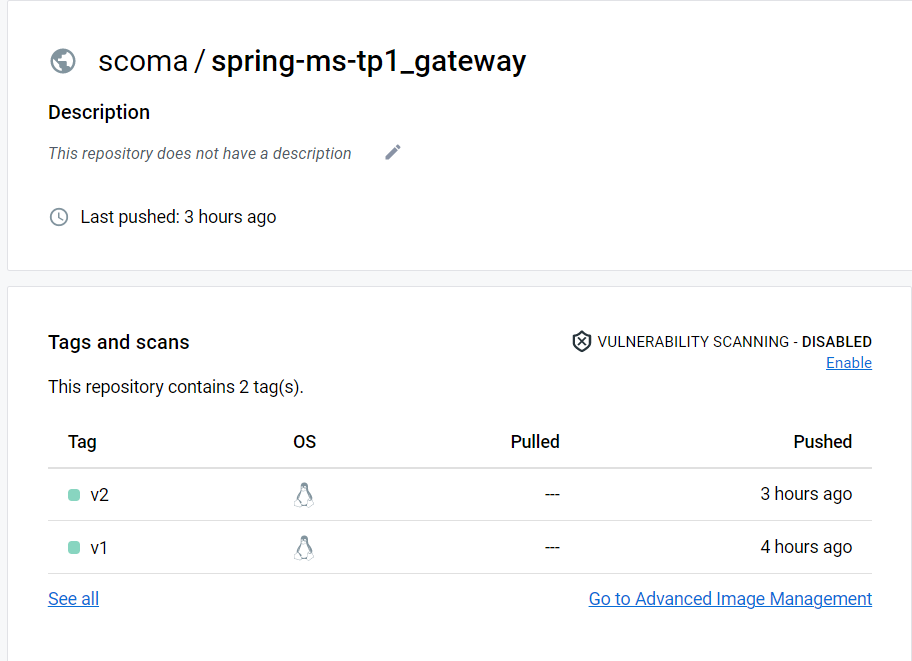 scoma / spring-ms-tp1_gateway
Description
This repository does not have a description
Last pushed: 3 hours ago
Tags and scans
VULNERABILITY SCANNING - DISABLED
Enable
This repository contains 2 tag(s).
Tag OS Pulled Pushed
v2 --- 3 hours ago
v1 --- 4 hours ago
See all Go to Advanced Image Management